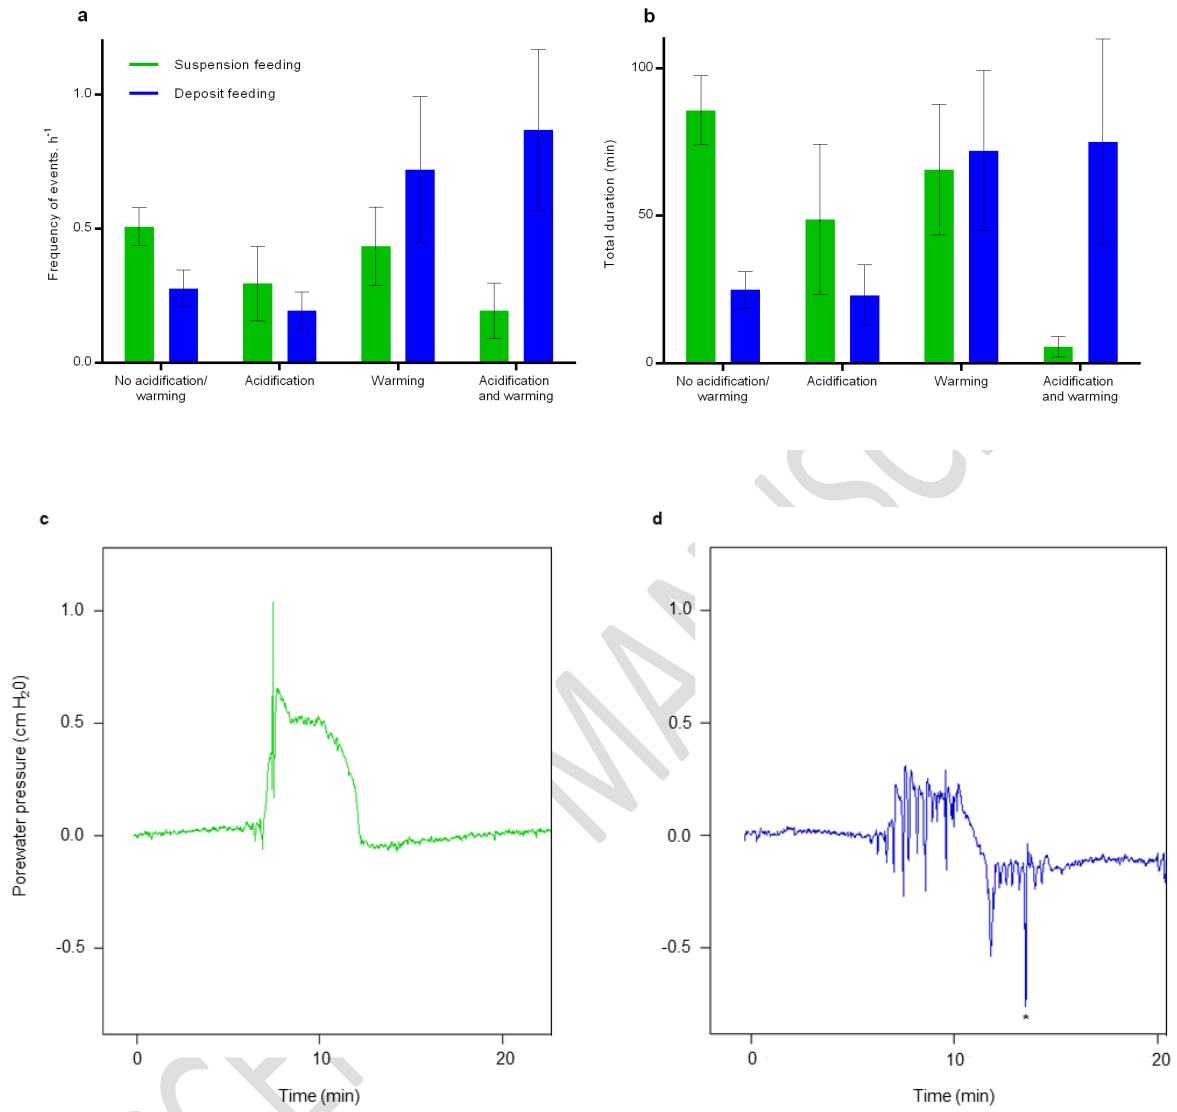 a
b
Frequency of events. h⁻¹
1.0
0.5
0.0
Suspension feeding
Deposit feeding
No acidification/
warming
Acidification
Warming
Acidification
and warming
Total duration (min)
100
50
0
No acidification/
warming
Acidification
Warming
Acidification
and warming
c
d
Porewater pressure (cm H₂0)
1.0
0.5
0.0
-0.5
0
10
20
Time (min)
1.0
0.5
0.0
-0.5
*
0
10
20
Time (min)